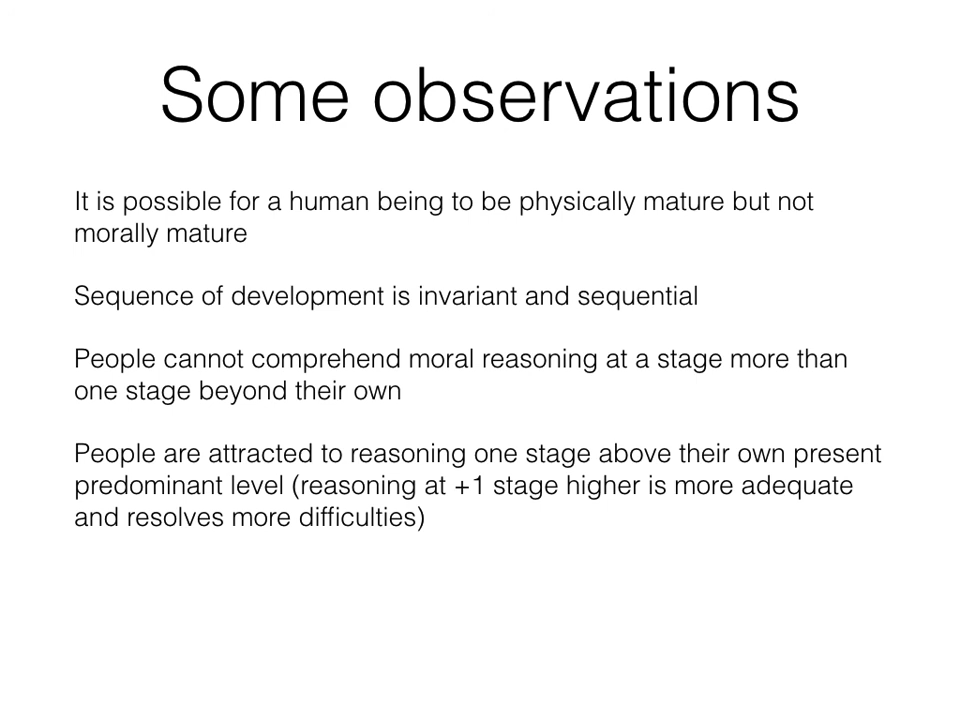 Some observations
It is possible for a human being to be physically mature but not
morally mature
Sequence of development is invariant and sequential
People cannot comprehend moral reasoning at a stage more than
one stage beyond their own
People are attracted to reasoning one stage above their own present
predominant level (reasoning at +1 stage higher is more adequate
and resolves more difficulties)